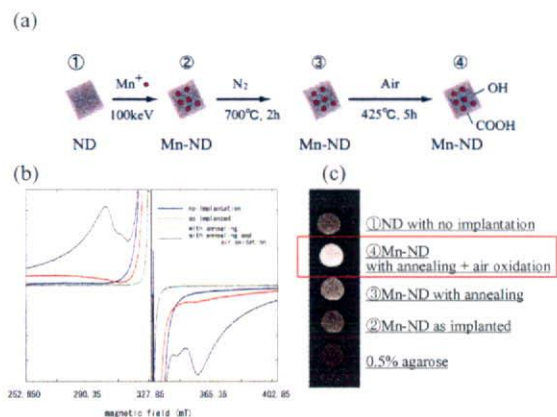 (a)
① ② ③ ④
Mn⁺ N₂ Air OH
100keV 700℃, 2h 425℃, 5h
COOH
ND Mn-ND Mn-ND Mn-ND
(b)
no implantation
as implanted
with annealing
with annealing and
air oxidation
252.950 290.35 327.85 365.35 402.85
magnetic field (mT)
(c)
①ND with no implantation
④Mn-ND
with annealing + air oxidation
③Mn-ND with annealing
②Mn-ND as implanted
0.5% agarose